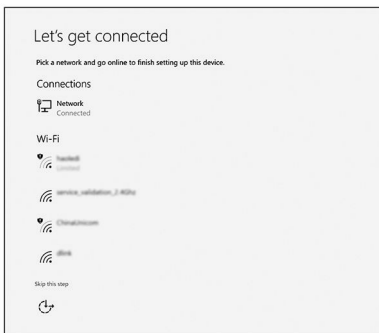 Let's get connected
Pick a network and go online to finish setting up this device.
Connections
Network
Connected
Wi-Fi
Limited
service_validation_2.4Ghz
ChinaUnicom
dlink
Skip this step